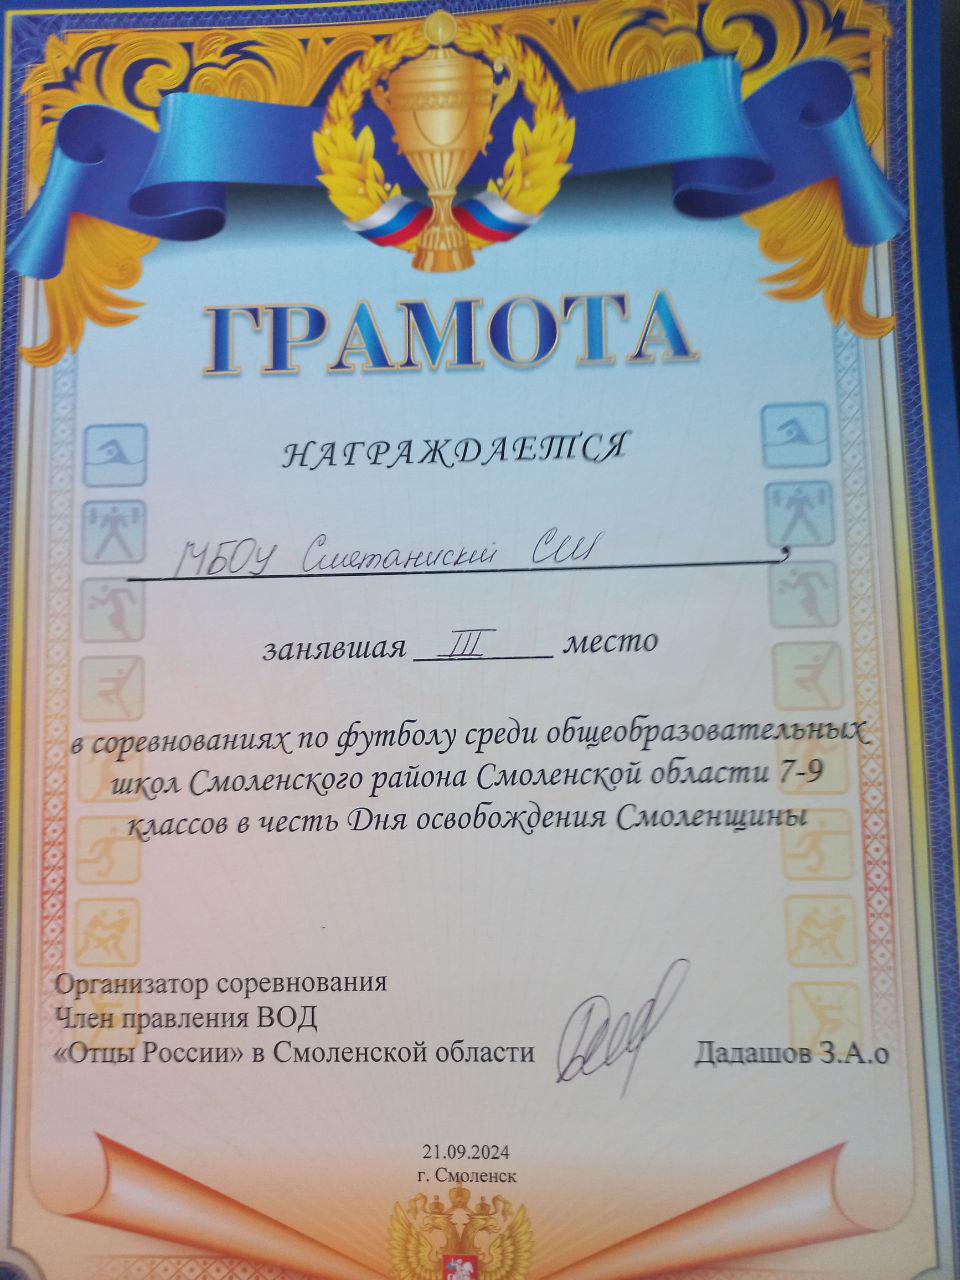 ГРАМОТА
НАГРАЖДАЕТСЯ
МБОУ Сметаниский СШ,
занявшая III место
в соревнованиях по футболу среди общеобразовательных
школ Смоленского района Смоленской области 7-9
классов в честь Дня освобождения Смоленщины
Организатор соревнования
Член правления ВОД
«Отцы России» в Смоленской области Дадашов З.А.о
21.09.2024
г. Смоленск